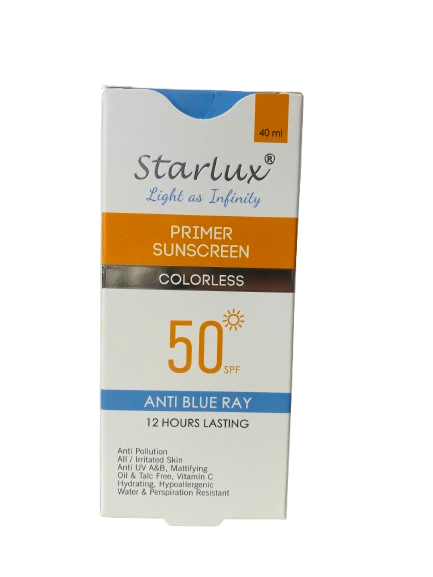 40 ml
Starlux®
Light as Infinity
PRIMER
SUNSCREEN
COLORLESS
50
SPF
ANTI BLUE RAY
12 HOURS LASTING
Anti Pollution
All / Irritated Skin
Anti UV A&B, Mattifying
Oil & Talc Free, Vitamin C
Hydrating, Hypoallergenic
Water & Perspiration Resistant